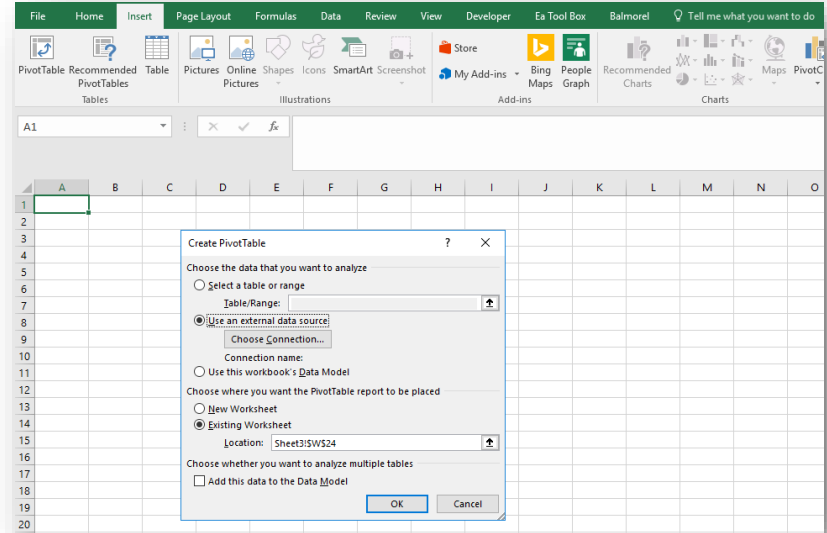 File Home Insert Page Layout Formulas Data Review View Developer Ea Tool Box Balmorel Tell me what you want to do
PivotTable Recommended PivotTables Table
Pictures Online Pictures Shapes Icons SmartArt Screenshot
Store
My Add-ins
Bing Maps People Graph
Recommended Charts
Maps PivotC
Tables Illustrations Add-ins Charts
A1 fx
A B C D E F G H I J K L M N O
1
2
3
4
5
6
7
8
9
10
11
12
13
14
15
16
17
18
19
20
Create PivotTable ? X
Choose the data that you want to analyze
Select a table or range
Table/Range:
Use an external data source
Choose Connection...
Connection name:
Use this workbook's Data Model
Choose where you want the PivotTable report to be placed
New Worksheet
Existing Worksheet
Location: Sheet3!$W$24
Choose whether you want to analyze multiple tables
Add this data to the Data Model
OK Cancel